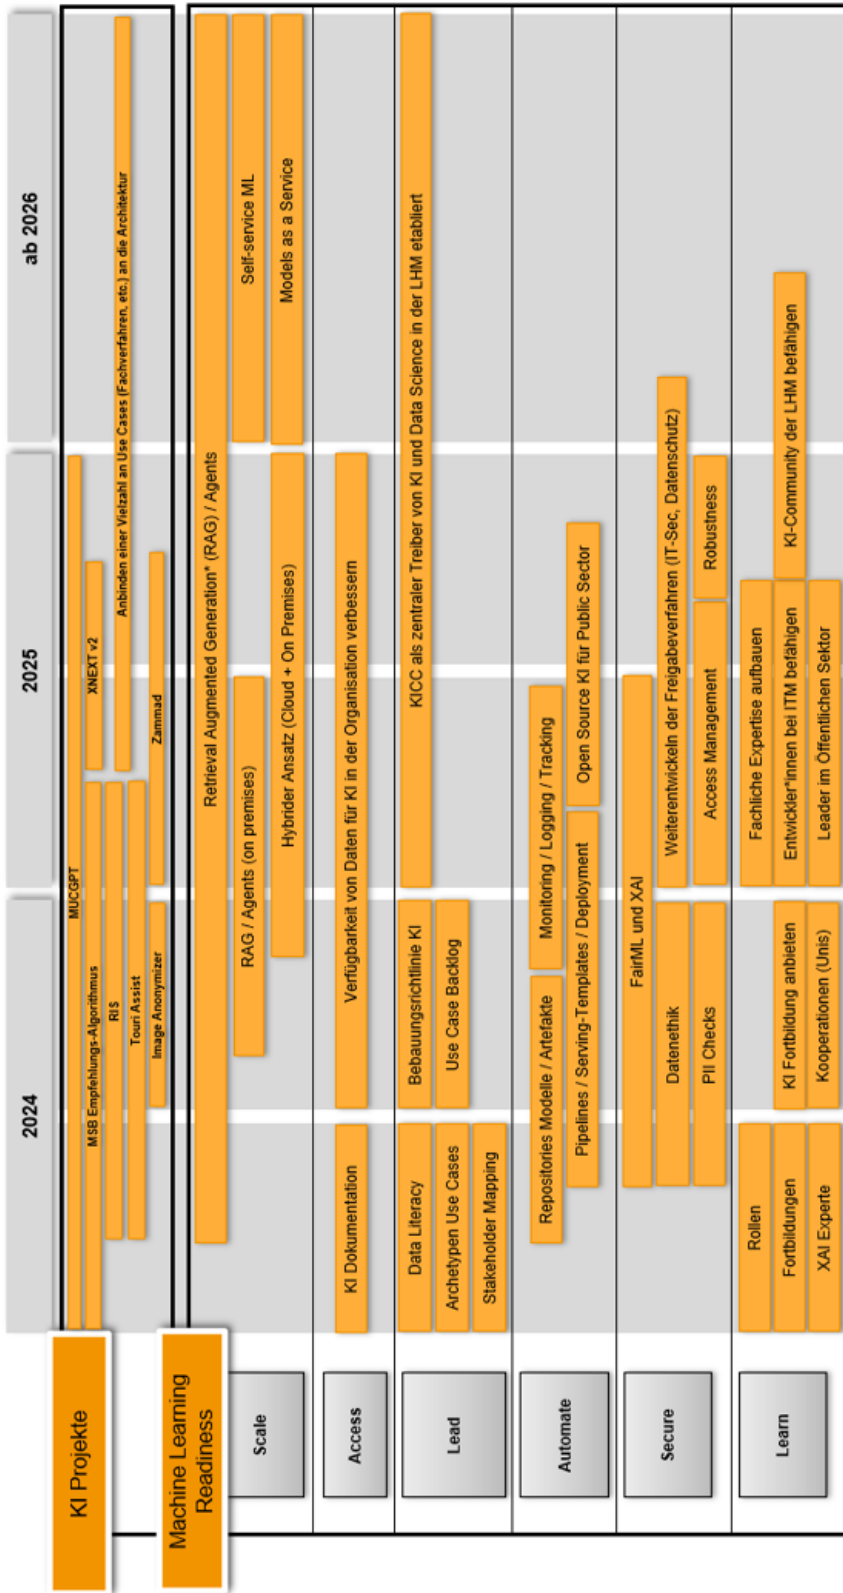 2024
2025
ab 2026
KI Projekte
MUCGPT
MSB Empfehlungs-Algorithmus
XNEXT v2
RIS
Anbinden einer Vielzahl an Use Cases (Fachverfahren, etc.) an die Architektur
Touri Assist
Image Anonymizer
Zammad
Machine Learning
Readiness
Scale
Retrieval Augmented Generation* (RAG) / Agents
RAG / Agents (on premises)
Self-service ML
Hybrider Ansatz (Cloud + On Premises)
Models as a Service
Access
KI Dokumentation
Verfügbarkeit von Daten für KI in der Organisation verbessern
Lead
Data Literacy
Bebauungsrichtlinie KI
KICC als zentraler Treiber von KI und Data Science in der LHM etabliert
Archetypen Use Cases
Use Case Backlog
Stakeholder Mapping
Automate
Repositories Modelle / Artefakte
Monitoring / Logging / Tracking
Pipelines / Serving-Templates / Deployment
Open Source KI für Public Sector
Secure
FairML und XAI
Datenethik
Weiterentwickeln der Freigabeverfahren (IT-Sec, Datenschutz)
PII Checks
Access Management
Robustness
Learn
Rollen
Fachliche Expertise aufbauen
Fortbildungen
KI Fortbildung anbieten
Entwickler*innen bei ITM befähigen
KI-Community der LHM befähigen
XAI Experte
Kooperationen (Unis)
Leader im Öffentlichen Sektor